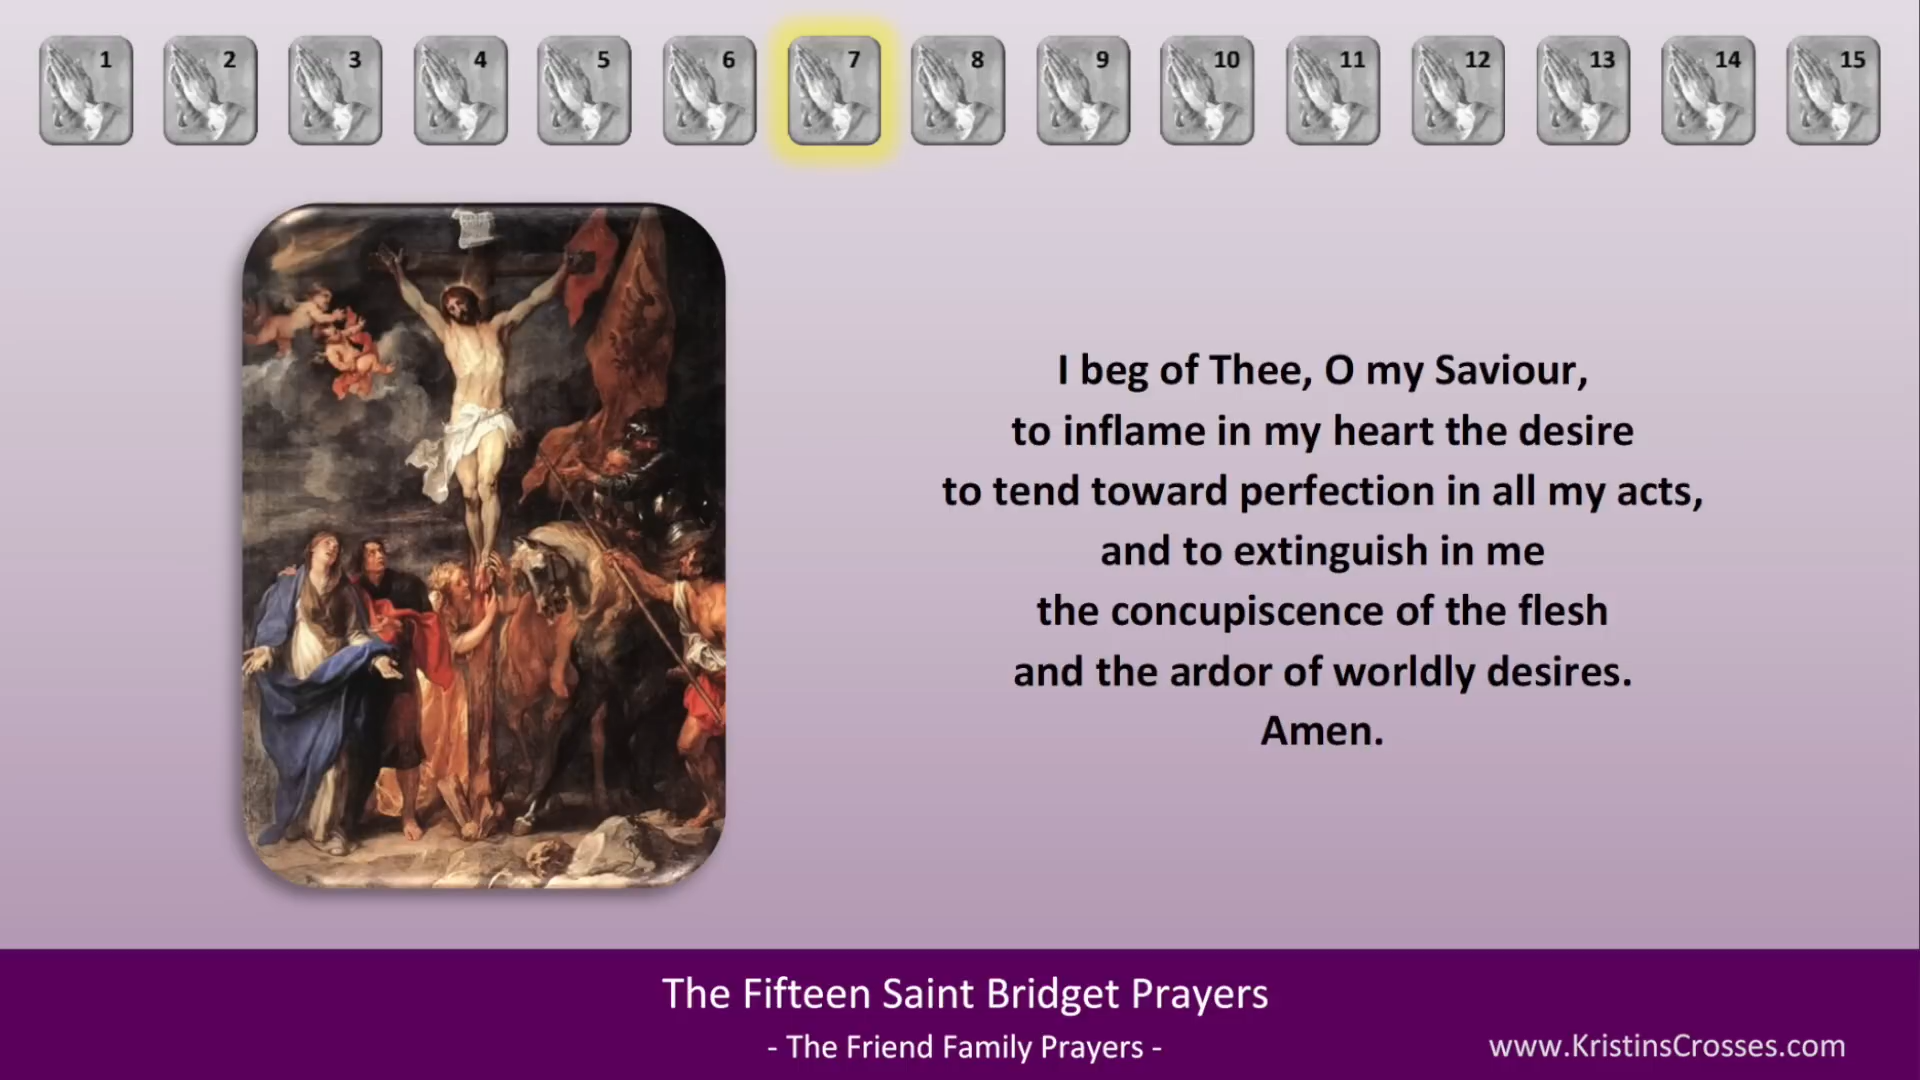 1 2 3 4 5 6 7 8 9 10 11 12 13 14 15
I beg of Thee, O my Saviour,
to inflame in my heart the desire
to tend toward perfection in all my acts,
and to extinguish in me
the concupiscence of the flesh
and the ardor of worldly desires.
Amen.
The Fifteen Saint Bridget Prayers
- The Friend Family Prayers -
www.KristinsCrosses.com